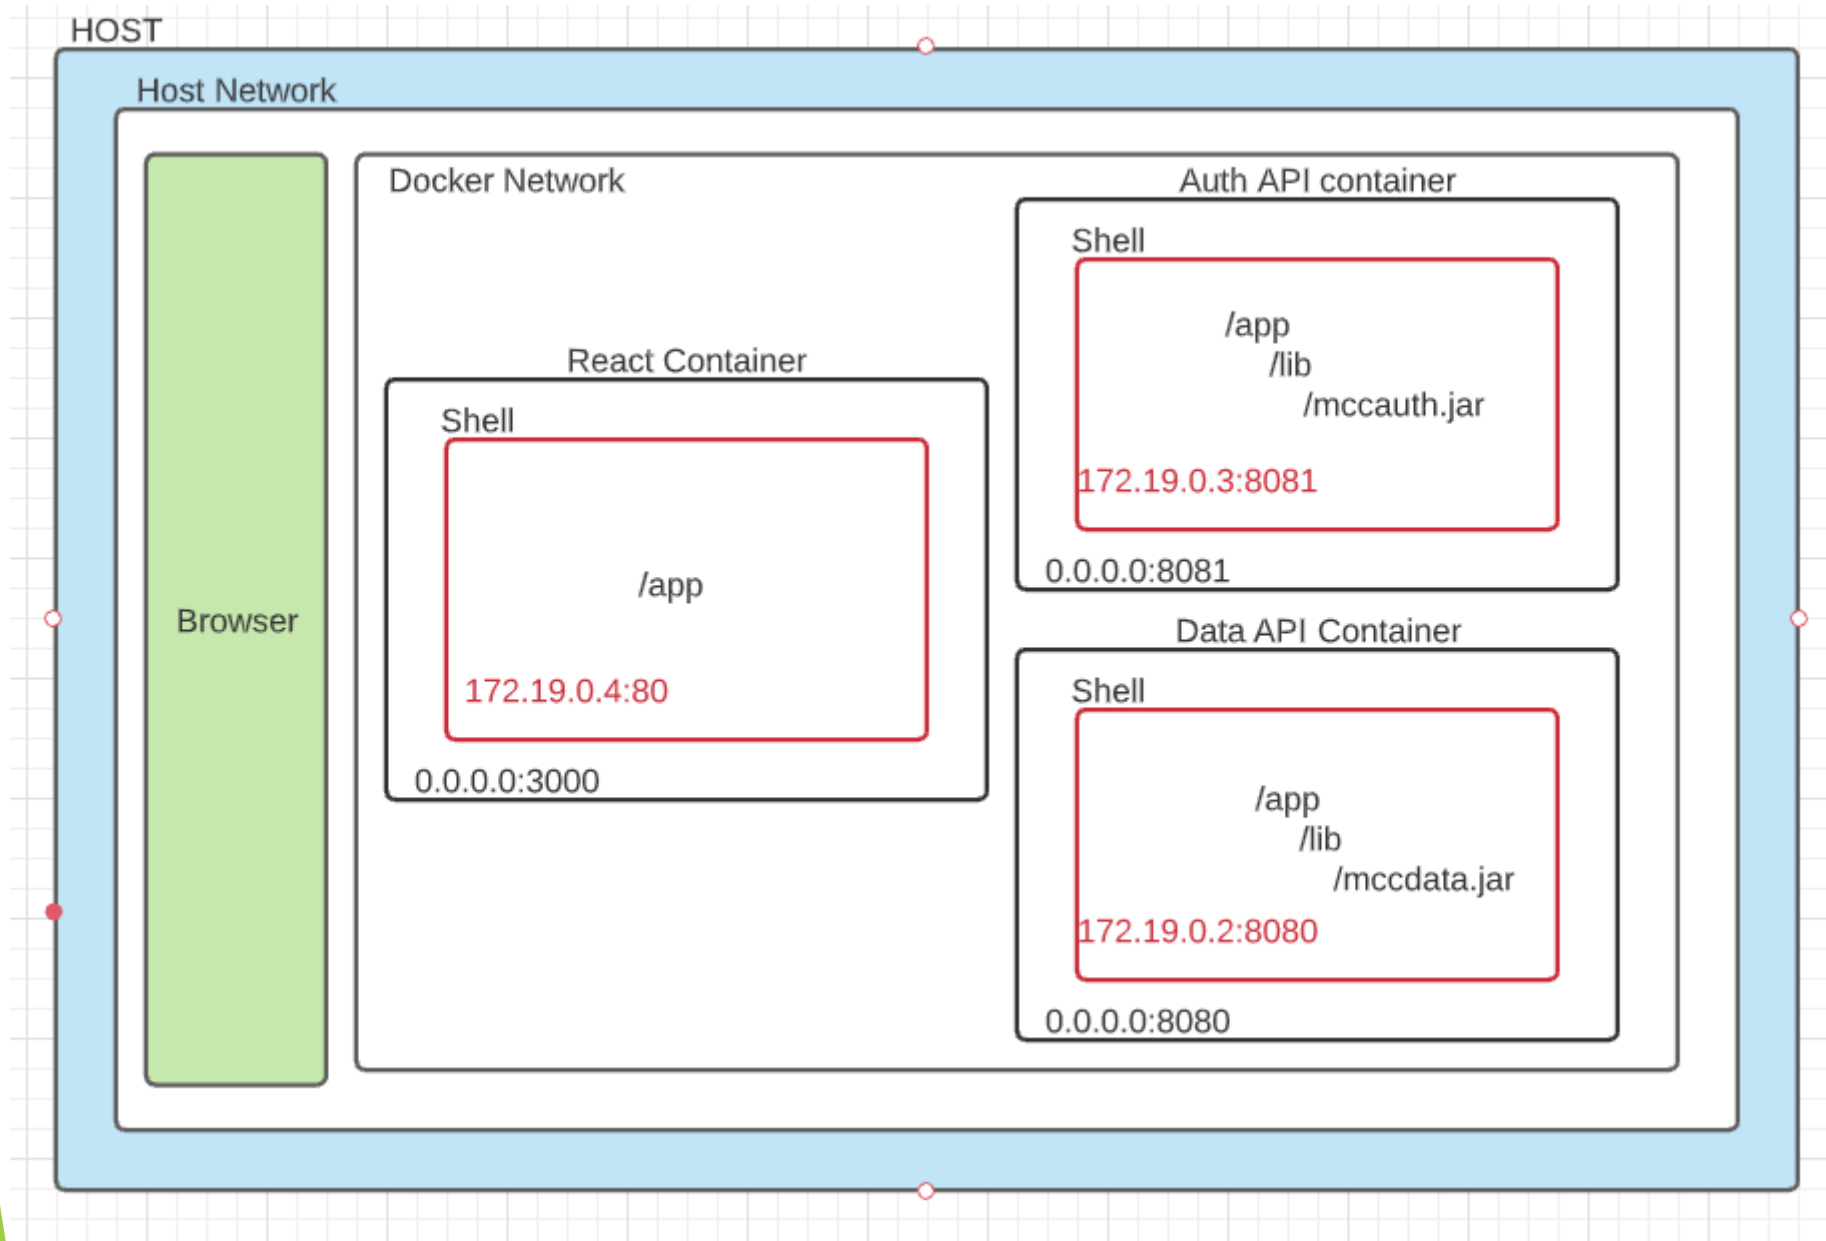 HOST
Host Network
Browser
Docker Network
React Container
Shell
/app
172.19.0.4:80
0.0.0.0:3000
Auth API container
Shell
/app
/lib
/mccauth.jar
172.19.0.3:8081
0.0.0.0:8081
Data API Container
Shell
/app
/lib
/mccdata.jar
172.19.0.2:8080
0.0.0.0:8080